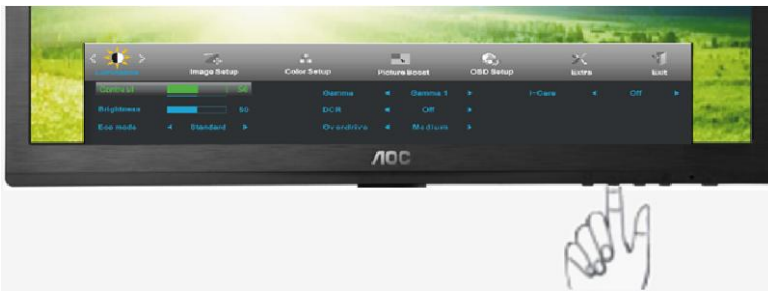 Luminance Image Setup Color Setup Picture Boost OSD Setup Extra Exit
Contrast 50 Gamma Gamma 1 i-Care Off
Brightness 50 DCR Off
Eco mode Standard Overdrive Medium
AOC